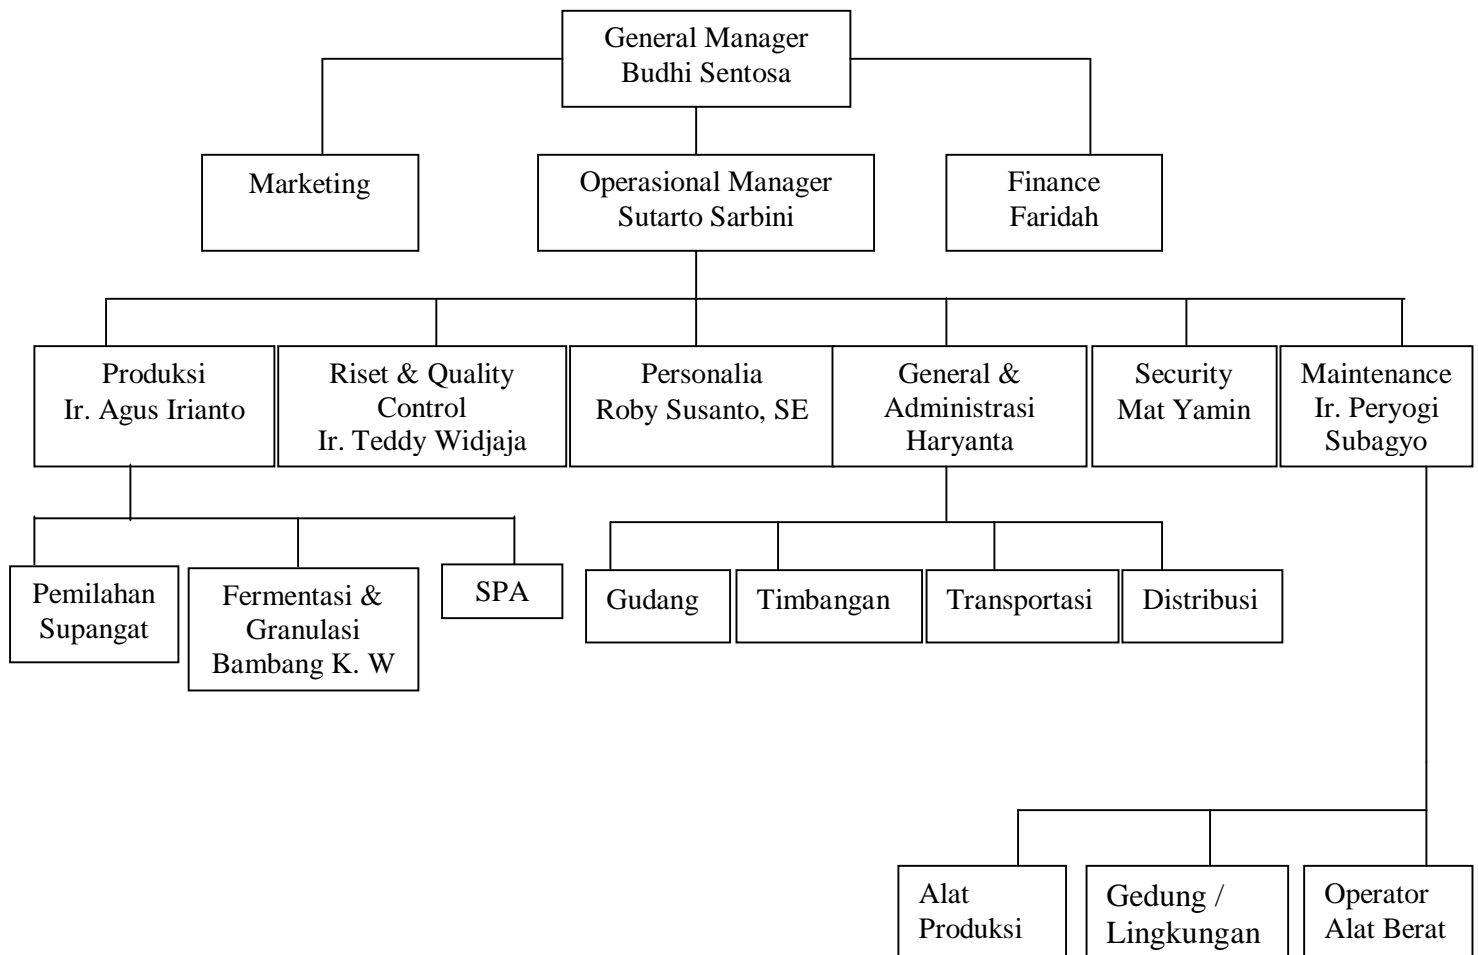 General Manager
Budhi Sentosa
Marketing
Operasional Manager
Sutarto Sarbini
Finance
Faridah
Produksi
Ir. Agus Irianto
Riset & Quality
Control
Ir. Teddy Widjaja
Personalia
Roby Susanto, SE
General &
Administrasi
Haryanta
Security
Mat Yamin
Maintenance
Ir. Peryogi
Subagyo
Pemilahan
Supangat
Fermentasi &
Granulasi
Bambang K. W
SPA
Gudang
Timbangan
Transportasi
Distribusi
Alat
Produksi
Gedung /
Lingkungan
Operator
Alat Berat